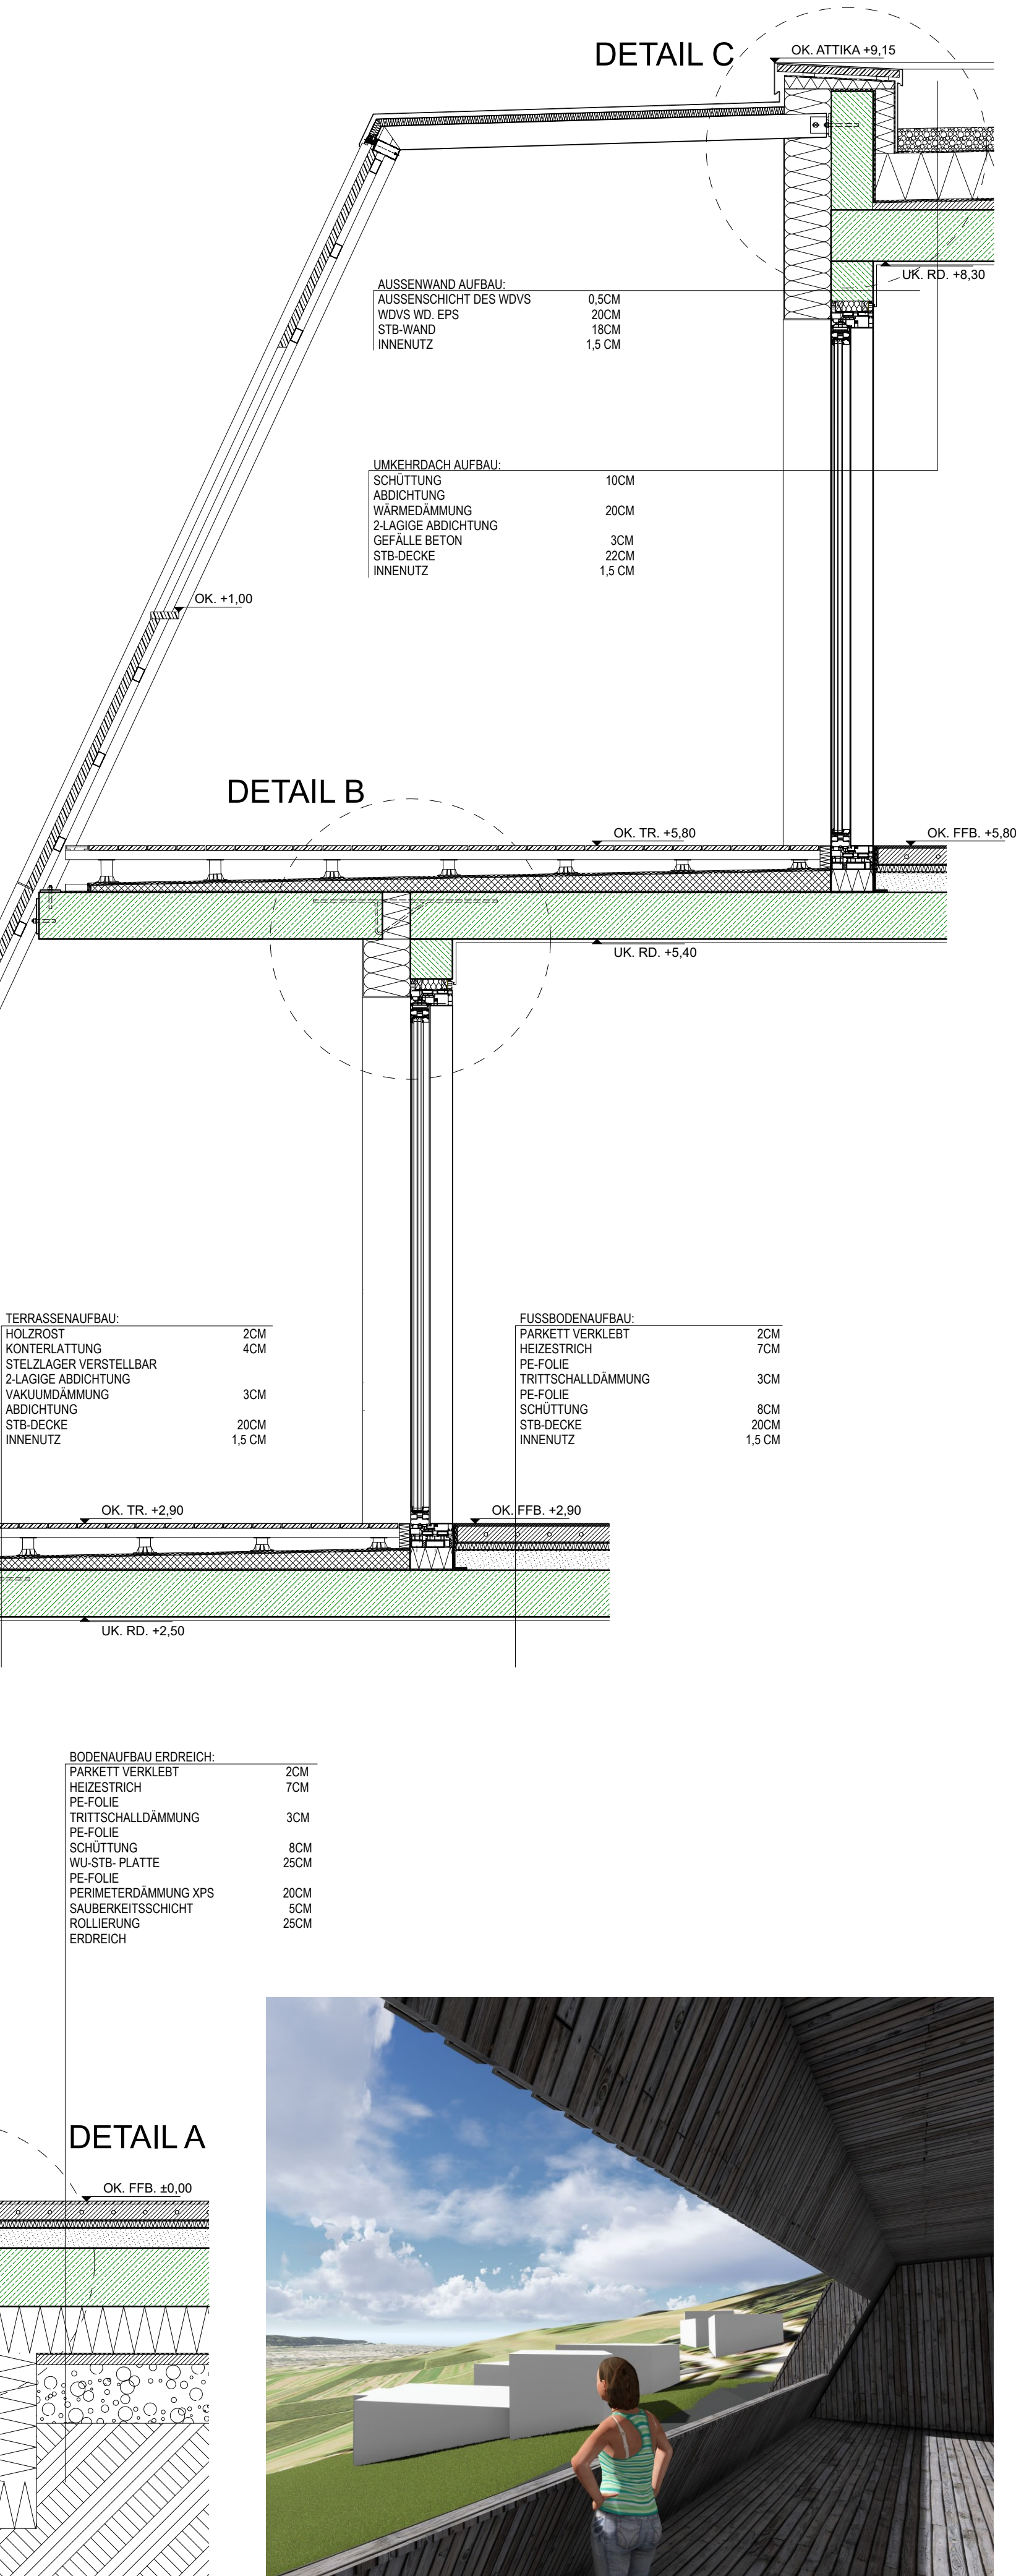 DETAIL C
OK. ATTIKA +9,15
UK. RD. +8,30
AUSSENWAND AUFBAU:
AUSSENSCHICHT DES WDVS 0,5CM
WDVS WD. EPS 20CM
STB-WAND 18CM
INNENUTZ 1,5 CM
UMKEHRDACH AUFBAU:
SCHÜTTUNG 10CM
ABDICHTUNG
WÄRMEDÄMMUNG 20CM
2-LAGIGE ABDICHTUNG
GEFÄLLE BETON 3CM
STB-DECKE 22CM
INNENUTZ 1,5 CM
OK. +1,00
DETAIL B
OK. TR. +5,80
OK. FFB. +5,80
UK. RD. +5,40
TERRASSENAUFBAU:
HOLZROST 2CM
KONTERLATTUNG 4CM
STELZLAGER VERSTELLBAR
2-LAGIGE ABDICHTUNG
VAKUUMDÄMMUNG 3CM
ABDICHTUNG
STB-DECKE 20CM
INNENUTZ 1,5 CM
FUSSBODENAUFBAU:
PARKETT VERKLEBT 2CM
HEIZESTRICH 7CM
PE-FOLIE
TRITTSCHALLDÄMMUNG 3CM
PE-FOLIE
SCHÜTTUNG 8CM
STB-DECKE 20CM
INNENUTZ 1,5 CM
OK. TR. +2,90
OK. FFB. +2,90
UK. RD. +2,50
BODENAUFBAU ERDREICH:
PARKETT VERKLEBT 2CM
HEIZESTRICH 7CM
PE-FOLIE
TRITTSCHALLDÄMMUNG 3CM
PE-FOLIE
SCHÜTTUNG 8CM
WU-STB- PLATTE 25CM
PE-FOLIE
PERIMETERDÄMMUNG XPS 20CM
SAUBERKEITSSCHICHT 5CM
ROLLIERUNG 25CM
ERDREICH
DETAIL A
OK. FFB. ±0,00